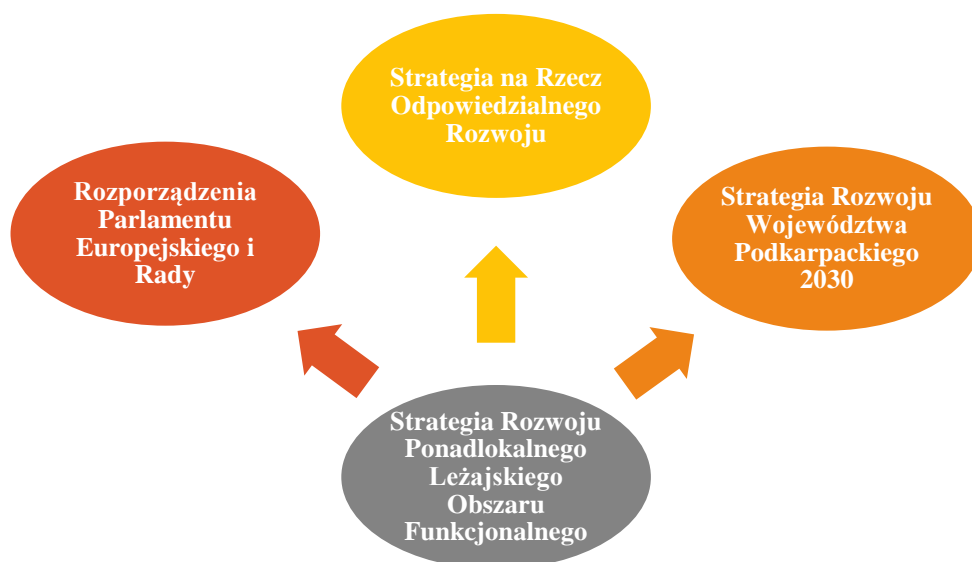 Strategia na Rzecz
Odpowiedzialnego
Rozwoju
Rozporządzenia
Parlamentu
Europejskiego i
Rady
Strategia Rozwoju
Województwa
Podkarpackiego
2030
Strategia Rozwoju
Ponadlokalnego
Leżajskiego
Obszaru
Funkcjonalnego